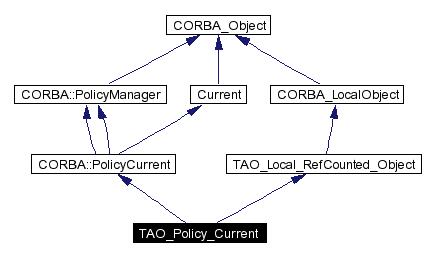 CORBA_Object
CORBA::PolicyManager Current CORBA_LocalObject
CORBA::PolicyCurrent TAO_Local_RefCounted_Object
TAO_Policy_Current